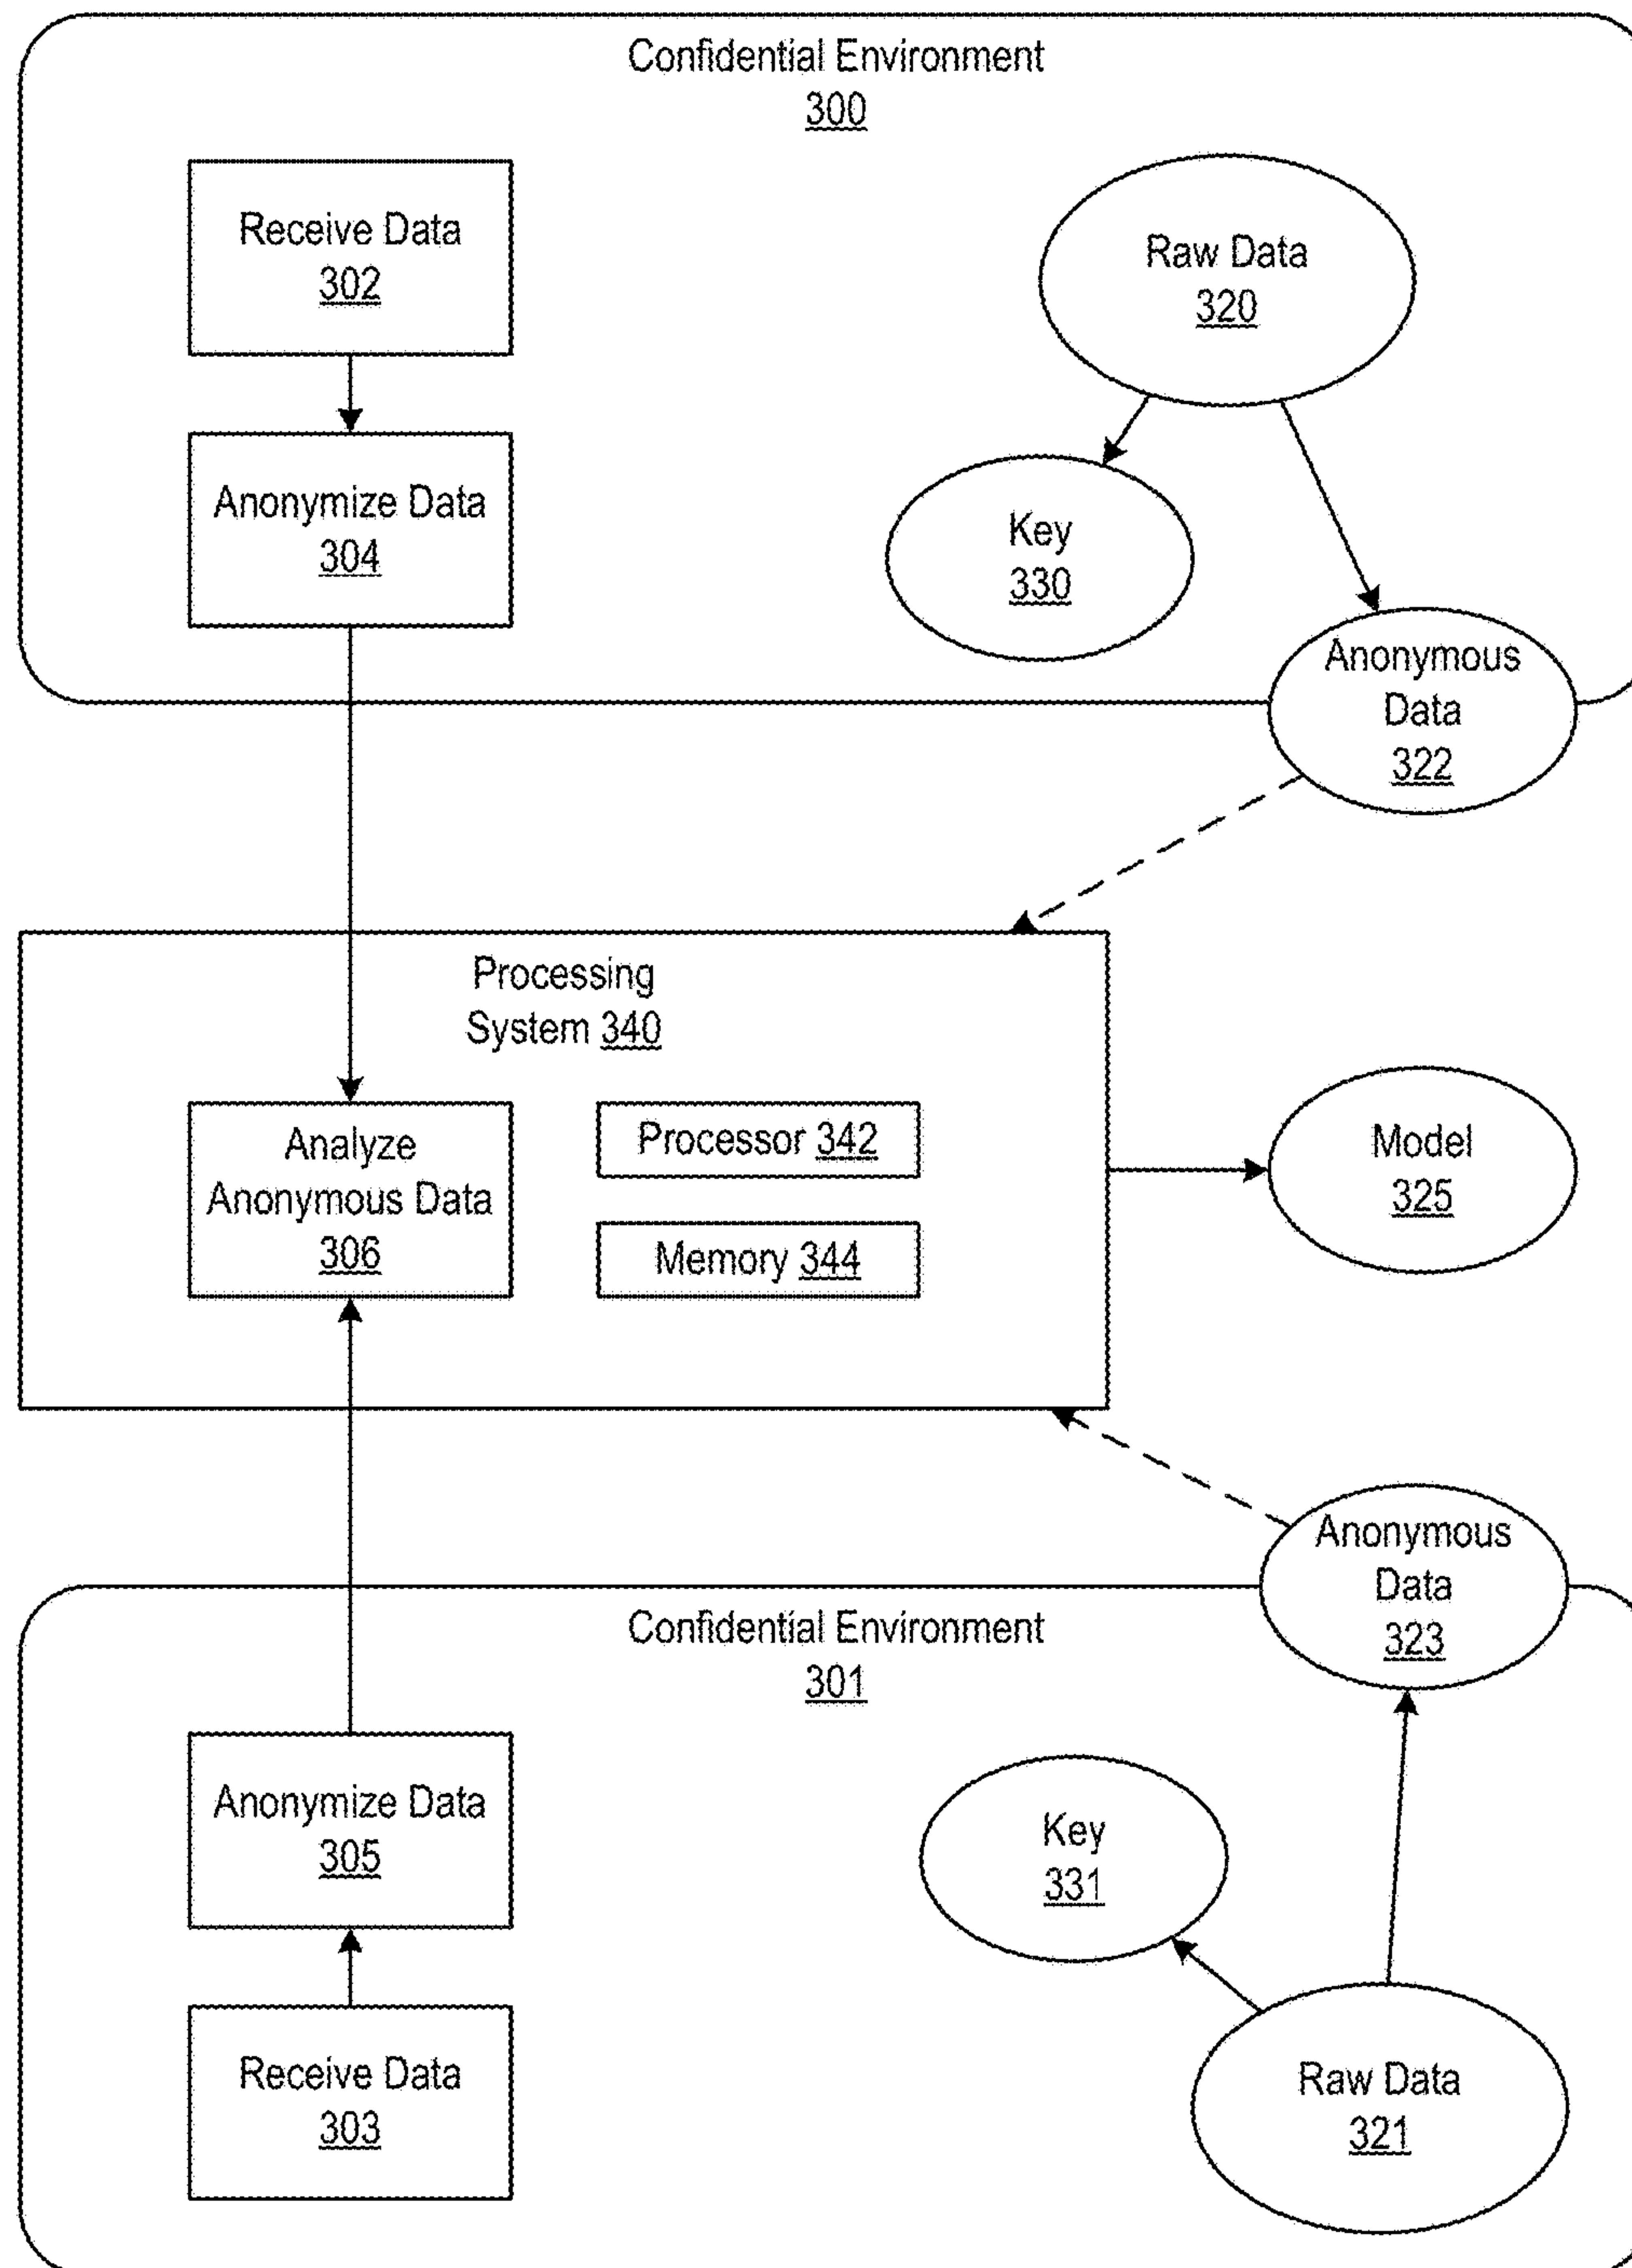 Confidential Environment
300
Receive Data
302
Raw Data
320
Anonymize Data
304
Key
330
Anonymous
Data
322
Processing
System 340
Analyze
Anonymous Data
306
Processor 342
Memory 344
Model
325
Anonymous
Data
323
Confidential Environment
301
Anonymize Data
305
Key
331
Receive Data
303
Raw Data
321